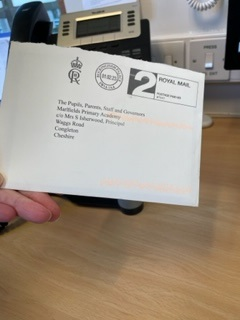 2
ROYAL MAIL
The Pupils, Parents, Staff and Governors
Marlfields Primary Academy
c/o Mrs S Isherwood, Principal
Waggs Road
Congleton
Cheshire